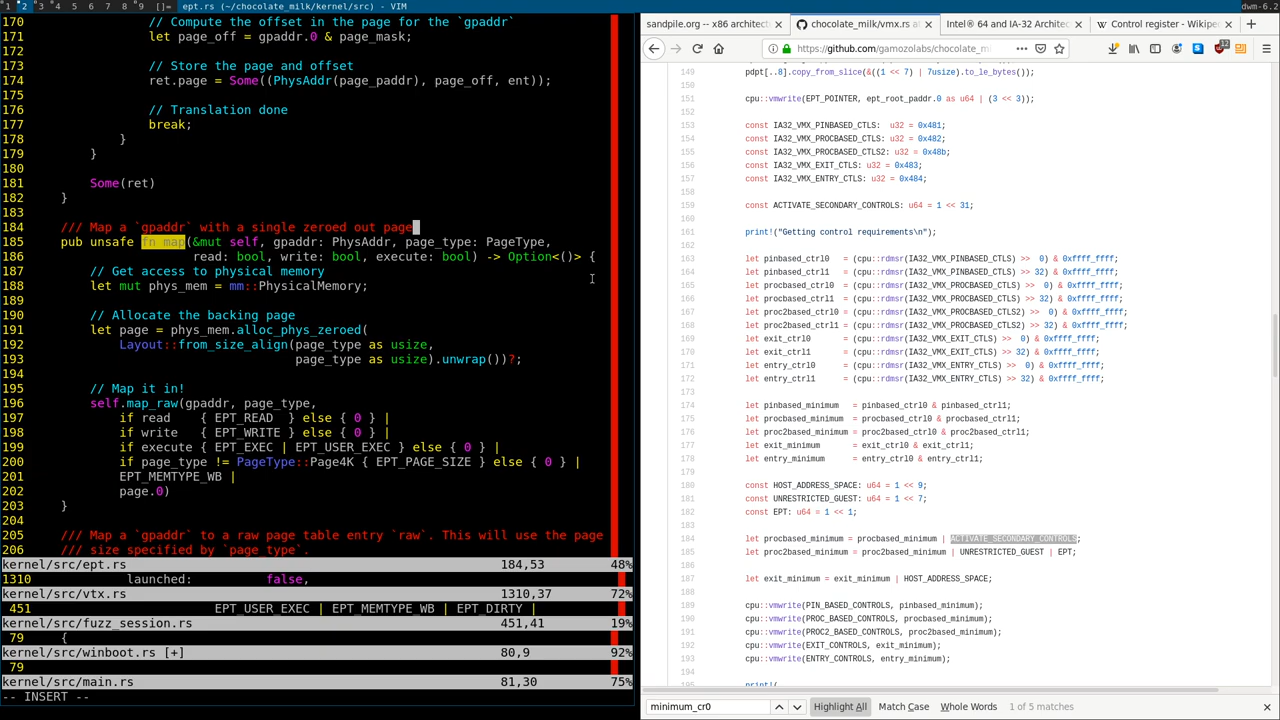 1 2 3 4 5 6 7 8 9 []= ept.rs (~/chocolate_milk/kernel/src) - VIM dwm-6.2
170 // Compute the offset in the page for the `gpaddr`
171 let page_off = gpaddr.0 & page_mask;
172
173 // Store the page and offset
174 ret.page = Some((PhysAddr(page_paddr), page_off, ent));
175
176 // Translation done
177 break;
178 }
179 }
180
181 Some(ret)
182 }
183
184 /// Map a `gpaddr` with a single zeroed out page
185 pub unsafe fn map(&mut self, gpaddr: PhysAddr, page_type: PageType,
186 read: bool, write: bool, execute: bool) -> Option<()> {
187 // Get access to physical memory
188 let mut phys_mem = mm::PhysicalMemory;
189
190 // Allocate the backing page
191 let page = phys_mem.alloc_phys_zeroed(
192 Layout::from_size_align(page_type as usize,
193 page_type as usize).unwrap())?;
194
195 // Map it in!
196 self.map_raw(gpaddr, page_type,
197 if read { EPT_READ } else { 0 } |
198 if write { EPT_WRITE } else { 0 } |
199 if execute { EPT_EXEC | EPT_USER_EXEC } else { 0 } |
200 if page_type != PageType::Page4K { EPT_PAGE_SIZE } else { 0 } |
201 EPT_MEMTYPE_WB |
202 page.0)
203 }
204
205 /// Map a `gpaddr` to a raw page table entry `raw`. This will use the page
206 /// size specified by `page_type`.
kernel/src/ept.rs 184,53 48%
1310 launched: false,
kernel/src/vtx.rs 1310,37 72%
451 EPT_USER_EXEC | EPT_MEMTYPE_WB | EPT_DIRTY |
kernel/src/fuzz_session.rs 451,41 19%
79 {
kernel/src/winboot.rs [+] 80,9 92%
79
kernel/src/main.rs 81,30 75%
-- INSERT --
sandpile.org -- x86 architect
chocolate_milk/vmx.rs a
Intel® 64 and IA-32 Architec
W Control register - Wikipe
https://github.com/gamozolabs/chocolate_mi
149 pdpt[..8].copy_from_slice(&((1 << 7) | 7usize).to_le_bytes());
150
151 cpu::vmwrite(EPT_POINTER, ept_root_paddr.0 as u64 | (3 << 3));
152
153 const IA32_VMX_PINBASED_CTLS: u32 = 0x481;
154 const IA32_VMX_PROCBASED_CTLS: u32 = 0x482;
155 const IA32_VMX_PROCBASED_CTLS2: u32 = 0x48b;
156 const IA32_VMX_EXIT_CTLS: u32 = 0x483;
157 const IA32_VMX_ENTRY_CTLS: u32 = 0x484;
158
159 const ACTIVATE_SECONDARY_CONTROLS: u64 = 1 << 31;
160
161 print!("Getting control requirements\n");
162
163 let pinbased_ctrl0 = (cpu::rdmsr(IA32_VMX_PINBASED_CTLS) >> 0) & 0xffff_ffff;
164 let pinbased_ctrl1 = (cpu::rdmsr(IA32_VMX_PINBASED_CTLS) >> 32) & 0xffff_ffff;
165 let procbased_ctrl0 = (cpu::rdmsr(IA32_VMX_PROCBASED_CTLS) >> 0) & 0xffff_ffff;
166 let procbased_ctrl1 = (cpu::rdmsr(IA32_VMX_PROCBASED_CTLS) >> 32) & 0xffff_ffff;
167 let proc2based_ctrl0 = (cpu::rdmsr(IA32_VMX_PROCBASED_CTLS2) >> 0) & 0xffff_ffff;
168 let proc2based_ctrl1 = (cpu::rdmsr(IA32_VMX_PROCBASED_CTLS2) >> 32) & 0xffff_ffff;
169 let exit_ctrl0 = (cpu::rdmsr(IA32_VMX_EXIT_CTLS) >> 0) & 0xffff_ffff;
170 let exit_ctrl1 = (cpu::rdmsr(IA32_VMX_EXIT_CTLS) >> 32) & 0xffff_ffff;
171 let entry_ctrl0 = (cpu::rdmsr(IA32_VMX_ENTRY_CTLS) >> 0) & 0xffff_ffff;
172 let entry_ctrl1 = (cpu::rdmsr(IA32_VMX_ENTRY_CTLS) >> 32) & 0xffff_ffff;
173
174 let pinbased_minimum = pinbased_ctrl0 & pinbased_ctrl1;
175 let procbased_minimum = procbased_ctrl0 & procbased_ctrl1;
176 let proc2based_minimum = proc2based_ctrl0 & proc2based_ctrl1;
177 let exit_minimum = exit_ctrl0 & exit_ctrl1;
178 let entry_minimum = entry_ctrl0 & entry_ctrl1;
179
180 const HOST_ADDRESS_SPACE: u64 = 1 << 9;
181 const UNRESTRICTED_GUEST: u64 = 1 << 7;
182 const EPT: u64 = 1 << 1;
183
184 let procbased_minimum = procbased_minimum | ACTIVATE_SECONDARY_CONTROLS;
185 let proc2based_minimum = proc2based_minimum | UNRESTRICTED_GUEST | EPT;
186
187 let exit_minimum = exit_minimum | HOST_ADDRESS_SPACE;
188
189 cpu::vmwrite(PIN_BASED_CONTROLS, pinbased_minimum);
190 cpu::vmwrite(PROC_BASED_CONTROLS, procbased_minimum);
191 cpu::vmwrite(PROC2_BASED_CONTROLS, proc2based_minimum);
192 cpu::vmwrite(EXIT_CONTROLS, exit_minimum);
193 cpu::vmwrite(ENTRY_CONTROLS, entry_minimum);
194
195 print!(
minimum_cr0 Highlight All Match Case Whole Words 1 of 5 matches